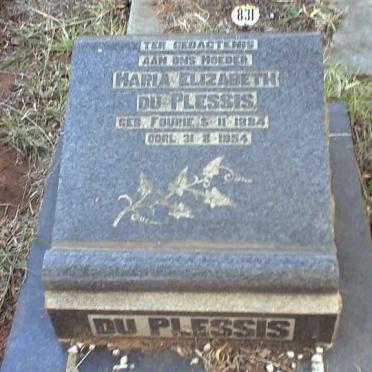 831
TER GEDAGTENIS
AAN ONS MOEDER
MARIA ELIZABETH
DU PLESSIS,
GEB. FOURIE 5-11-1884
OORL. 31-8-1954
DU PLESSIS